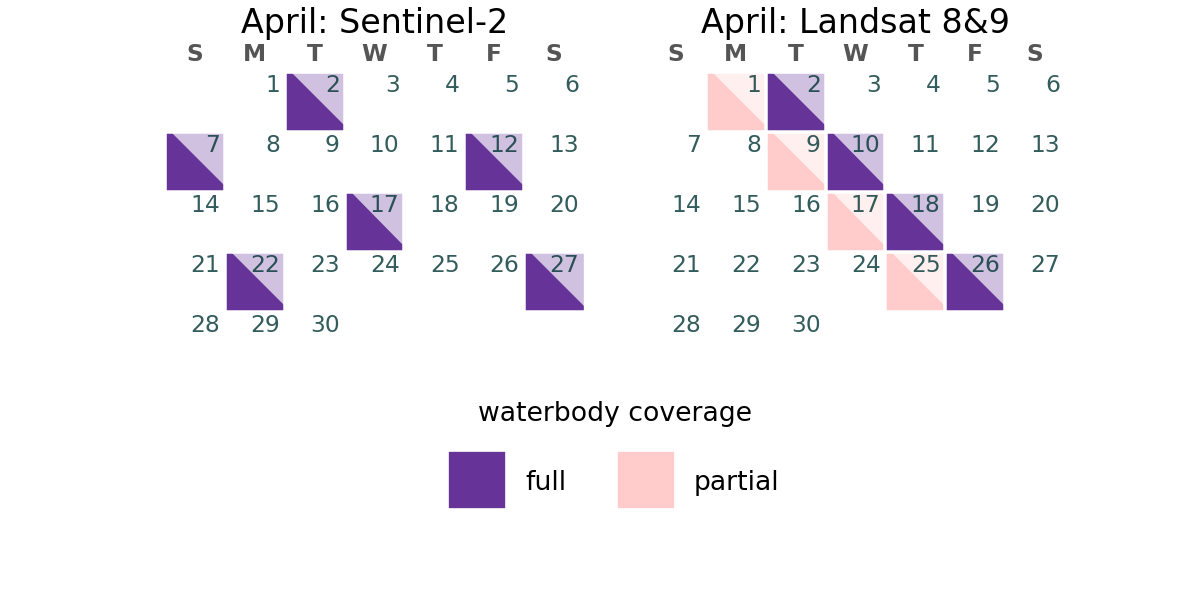 April: Sentinel-2
S M T W T F S
1 2 3 4 5 6
7 8 9 10 11 12 13
14 15 16 17 18 19 20
21 22 23 24 25 26 27
28 29 30
April: Landsat 8&9
S M T W T F S
1 2 3 4 5 6
7 8 9 10 11 12 13
14 15 16 17 18 19 20
21 22 23 24 25 26 27
28 29 30
waterbody coverage
full partial